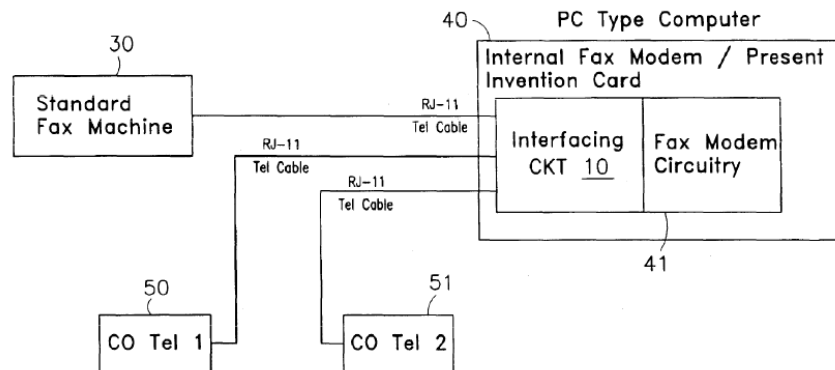 PC Type Computer
40
Internal Fax Modem / Present
Invention Card
30
Standard
Fax Machine
RJ-11
Tel Cable
RJ-11
Tel Cable
RJ-11
Tel Cable
Interfacing
CKT 10
Fax Modem
Circuitry
41
50
CO Tel 1
51
CO Tel 2